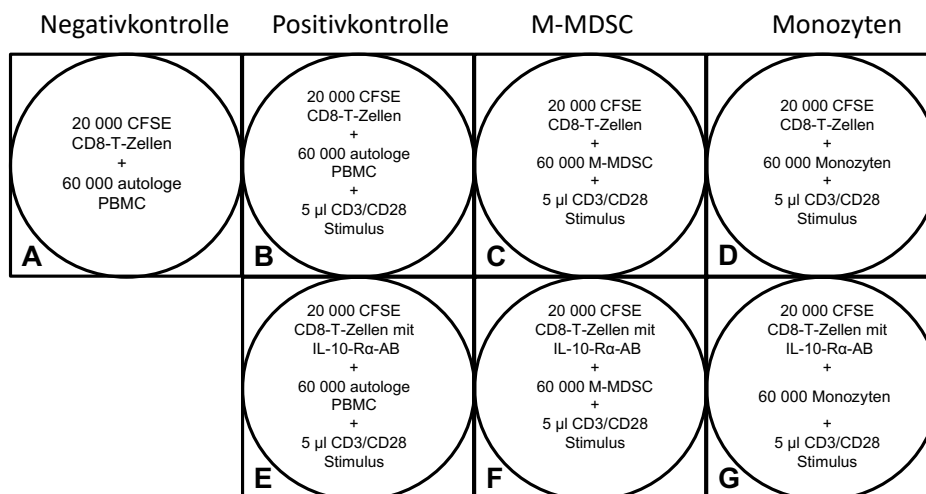 Negativkontrolle
Positivkontrolle
M-MDSC
Monozyten
20 000 CFSE
CD8-T-Zellen
+
60 000 autologe
PBMC
A
20 000 CFSE
CD8-T-Zellen
+
60 000 autologe
PBMC
+
5 µl CD3/CD28
Stimulus
B
20 000 CFSE
CD8-T-Zellen
+
60 000 M-MDSC
+
5 µl CD3/CD28
Stimulus
C
20 000 CFSE
CD8-T-Zellen
+
60 000 Monozyten
+
5 µl CD3/CD28
Stimulus
D
20 000 CFSE
CD8-T-Zellen mit
IL-10-Rα-AB
+
60 000 autologe
PBMC
+
5 µl CD3/CD28
Stimulus
E
20 000 CFSE
CD8-T-Zellen mit
IL-10-Rα-AB
+
60 000 M-MDSC
+
5 µl CD3/CD28
Stimulus
F
20 000 CFSE
CD8-T-Zellen mit
IL-10-Rα-AB
+
60 000 Monozyten
+
5 µl CD3/CD28
Stimulus
G